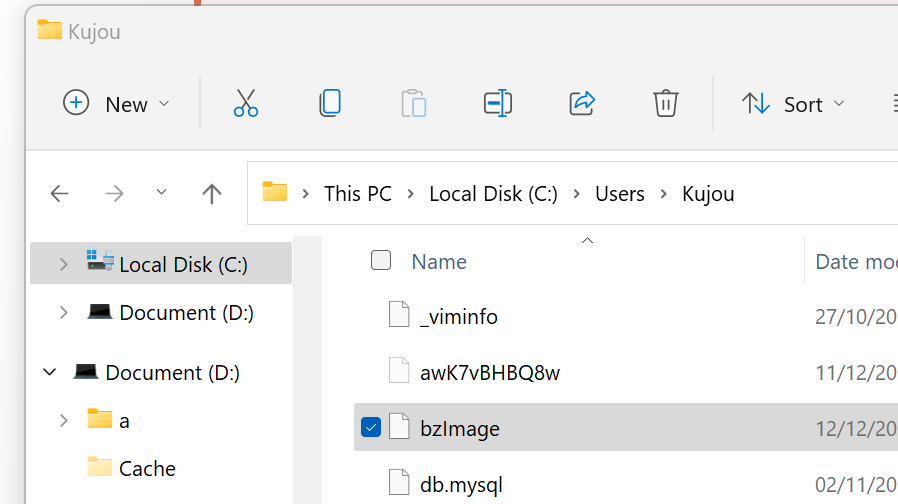 Kujou
New
Sort
This PC > Local Disk (C:) > Users > Kujou
Local Disk (C:)
Document (D:)
Document (D:)
a
Cache
Name
Date mo
_viminfo
27/10/20
awK7vBHBQ8w
11/12/20
bzImage
12/12/20
db.mysql
02/11/20